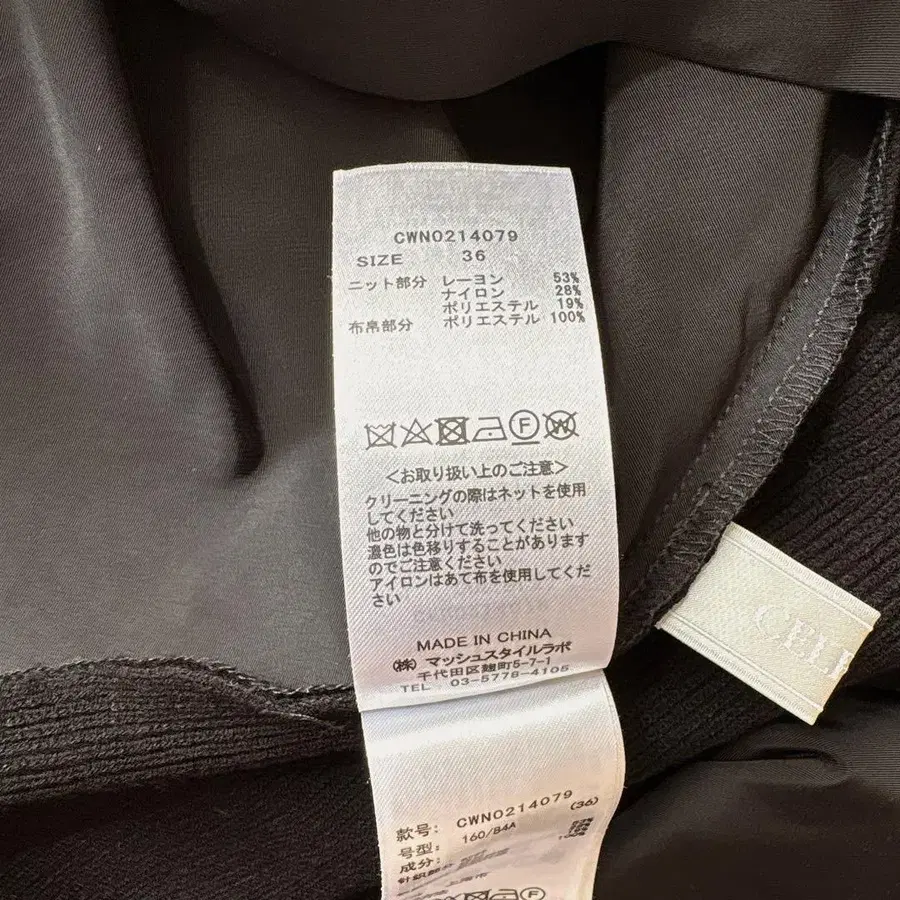 CWNO214079
SIZE 36
ニット部分 レーヨン 53%
ナイロン 28%
ポリエステル 19%
布帛部分 ポリエステル 100%
F W
<お取り扱い上のご注意>
クリーニングの際はネットを使用
してください
他の物と分けて洗ってください
濃色は色移りすることがあります
のでご注意ください
アイロンはあて布を使用してくだ
さい
MADE IN CHINA
(株) マッシュスタイルラボ
千代田区麹町5-7-1
TEL 03-5778-4105
款号: CWNO214079 (36)
号型: 160/84A
成分:
针织部分
F